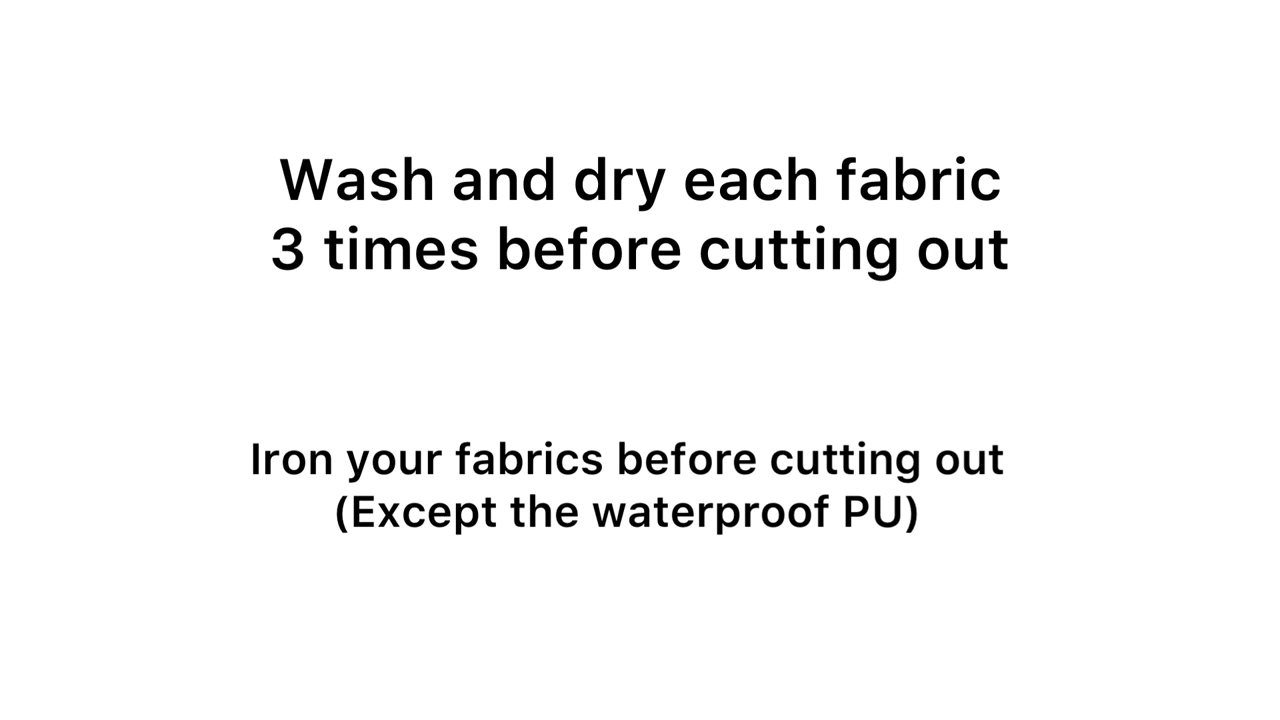 Wash and dry each fabric
3 times before cutting out
Iron your fabrics before cutting out
(Except the waterproof PU)